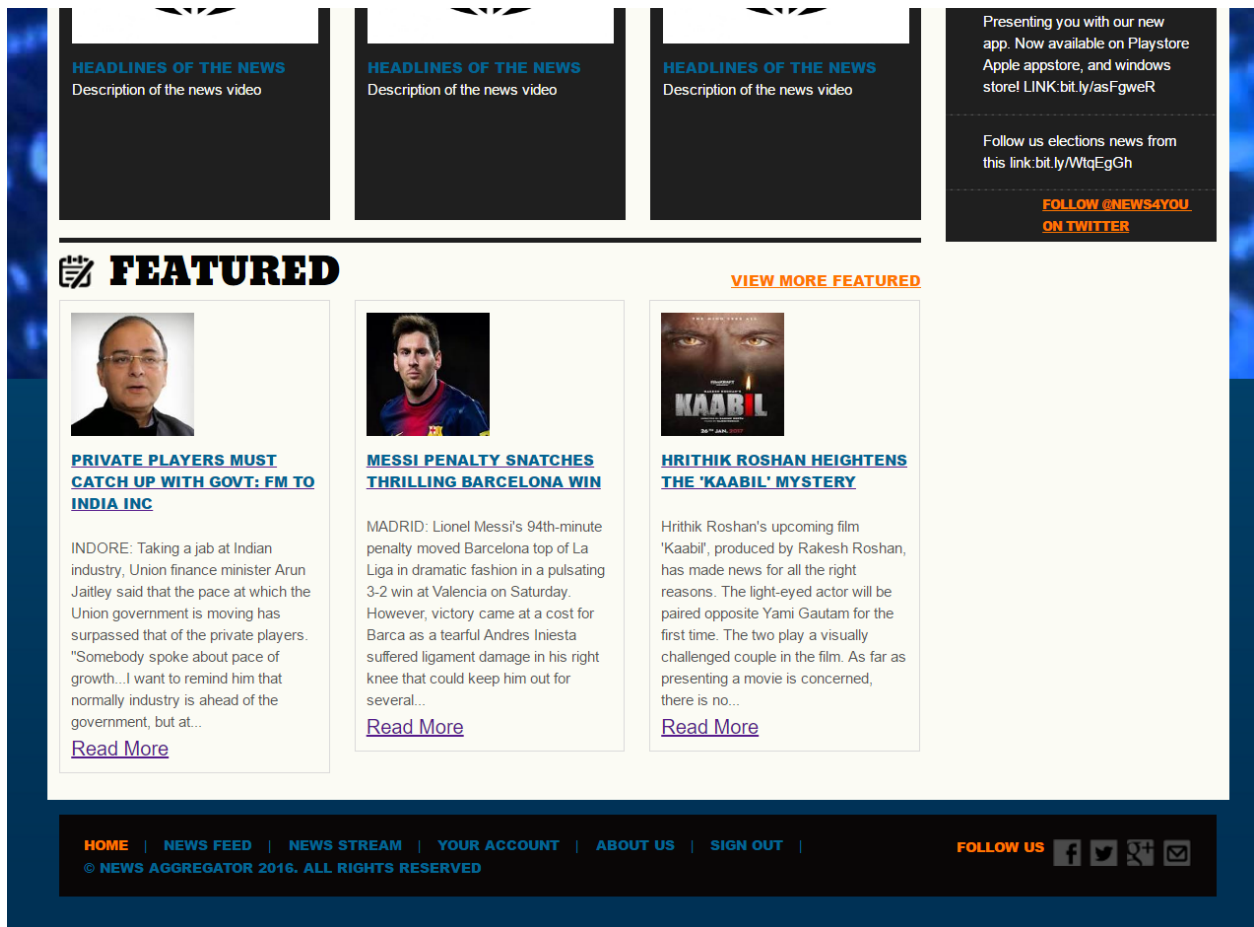 HEADLINES OF THE NEWS
Description of the news video
HEADLINES OF THE NEWS
Description of the news video
HEADLINES OF THE NEWS
Description of the news video
Presenting you with our new
app. Now available on Playstore
Apple appstore, and windows
store! LINK:bit.ly/asFgweR
Follow us elections news from
this link:bit.ly/WtqEgGh
FOLLOW @NEWS4YOU
ON TWITTER
FEATURED
VIEW MORE FEATURED
PRIVATE PLAYERS MUST
CATCH UP WITH GOVT: FM TO
INDIA INC
INDORE: Taking a jab at Indian
industry, Union finance minister Arun
Jaitley said that the pace at which the
Union government is moving has
surpassed that of the private players.
"Somebody spoke about pace of
growth...I want to remind him that
normally industry is ahead of the
government, but at...
Read More
MESSI PENALTY SNATCHES
THRILLING BARCELONA WIN
MADRID: Lionel Messi's 94th-minute
penalty moved Barcelona top of La
Liga in dramatic fashion in a pulsating
3-2 win at Valencia on Saturday.
However, victory came at a cost for
Barca as a tearful Andres Iniesta
suffered ligament damage in his right
knee that could keep him out for
several...
Read More
KAABIL
26TH JAN. 2017
HRITHIK ROSHAN HEIGHTENS
THE 'KAABIL' MYSTERY
Hrithik Roshan's upcoming film
'Kaabil', produced by Rakesh Roshan,
has made news for all the right
reasons. The light-eyed actor will be
paired opposite Yami Gautam for the
first time. The two play a visually
challenged couple in the film. As far as
presenting a movie is concerned,
there is no...
Read More
HOME | NEWS FEED | NEWS STREAM | YOUR ACCOUNT | ABOUT US | SIGN OUT |
© NEWS AGGREGATOR 2016. ALL RIGHTS RESERVED
FOLLOW US